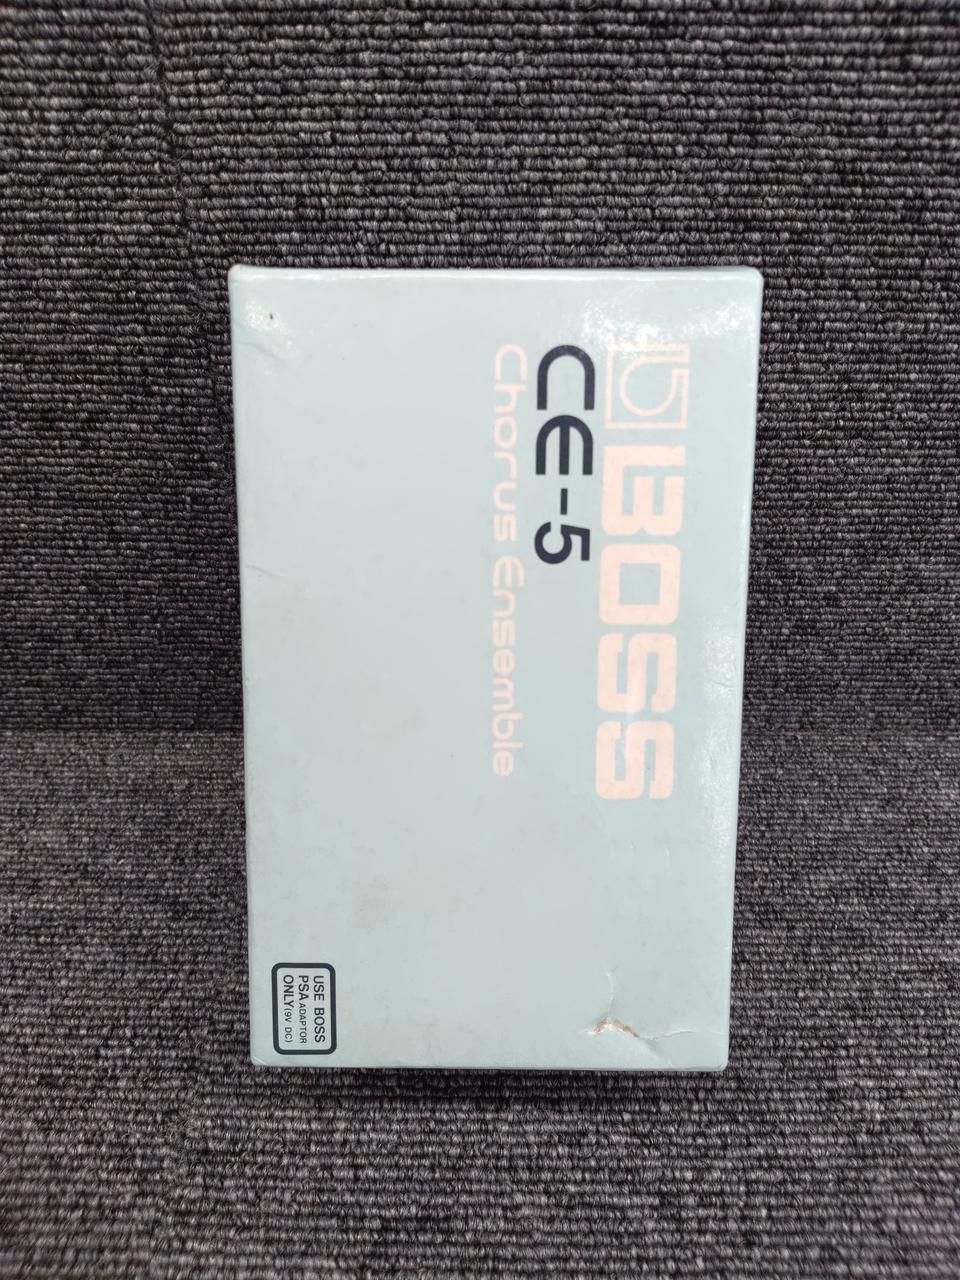 BOSS
CE-5
Chorus Ensemble
USE BOSS
PSA ADAPTOR
ONLY(9V DC)